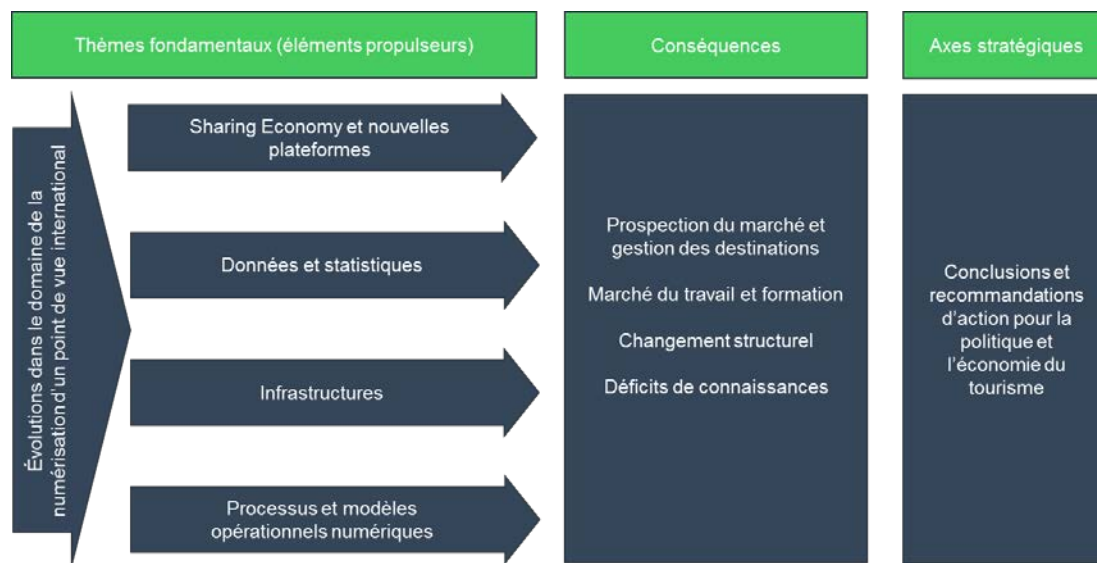 Thèmes fondamentaux (éléments propulseurs)
Conséquences
Axes stratégiques
Évolutions dans le domaine de la
numérisation d'un point de vue international
Sharing Economy et nouvelles
plateformes
Données et statistiques
Infrastructures
Processus et modèles
opérationnels numériques
Prospection du marché et
gestion des destinations
Marché du travail et formation
Changement structurel
Déficits de connaissances
Conclusions et
recommandations
d'action pour la
politique et
l'économie du
tourisme